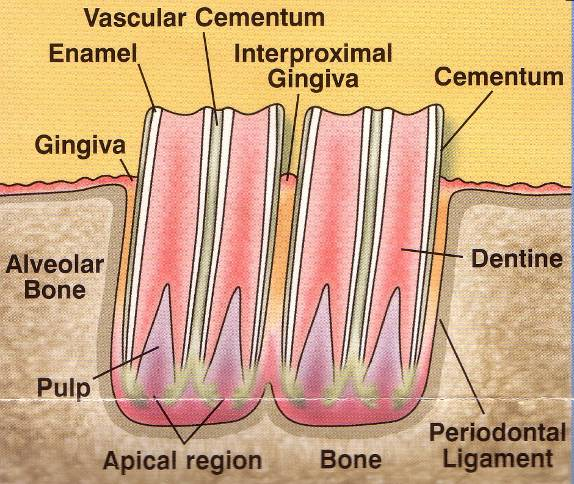 Vascular Cementum
Enamel
Interproximal
Gingiva
Cementum
Gingiva
Alveolar
Bone
Dentine
Pulp
Periodontal
Ligament
Apical region
Bone